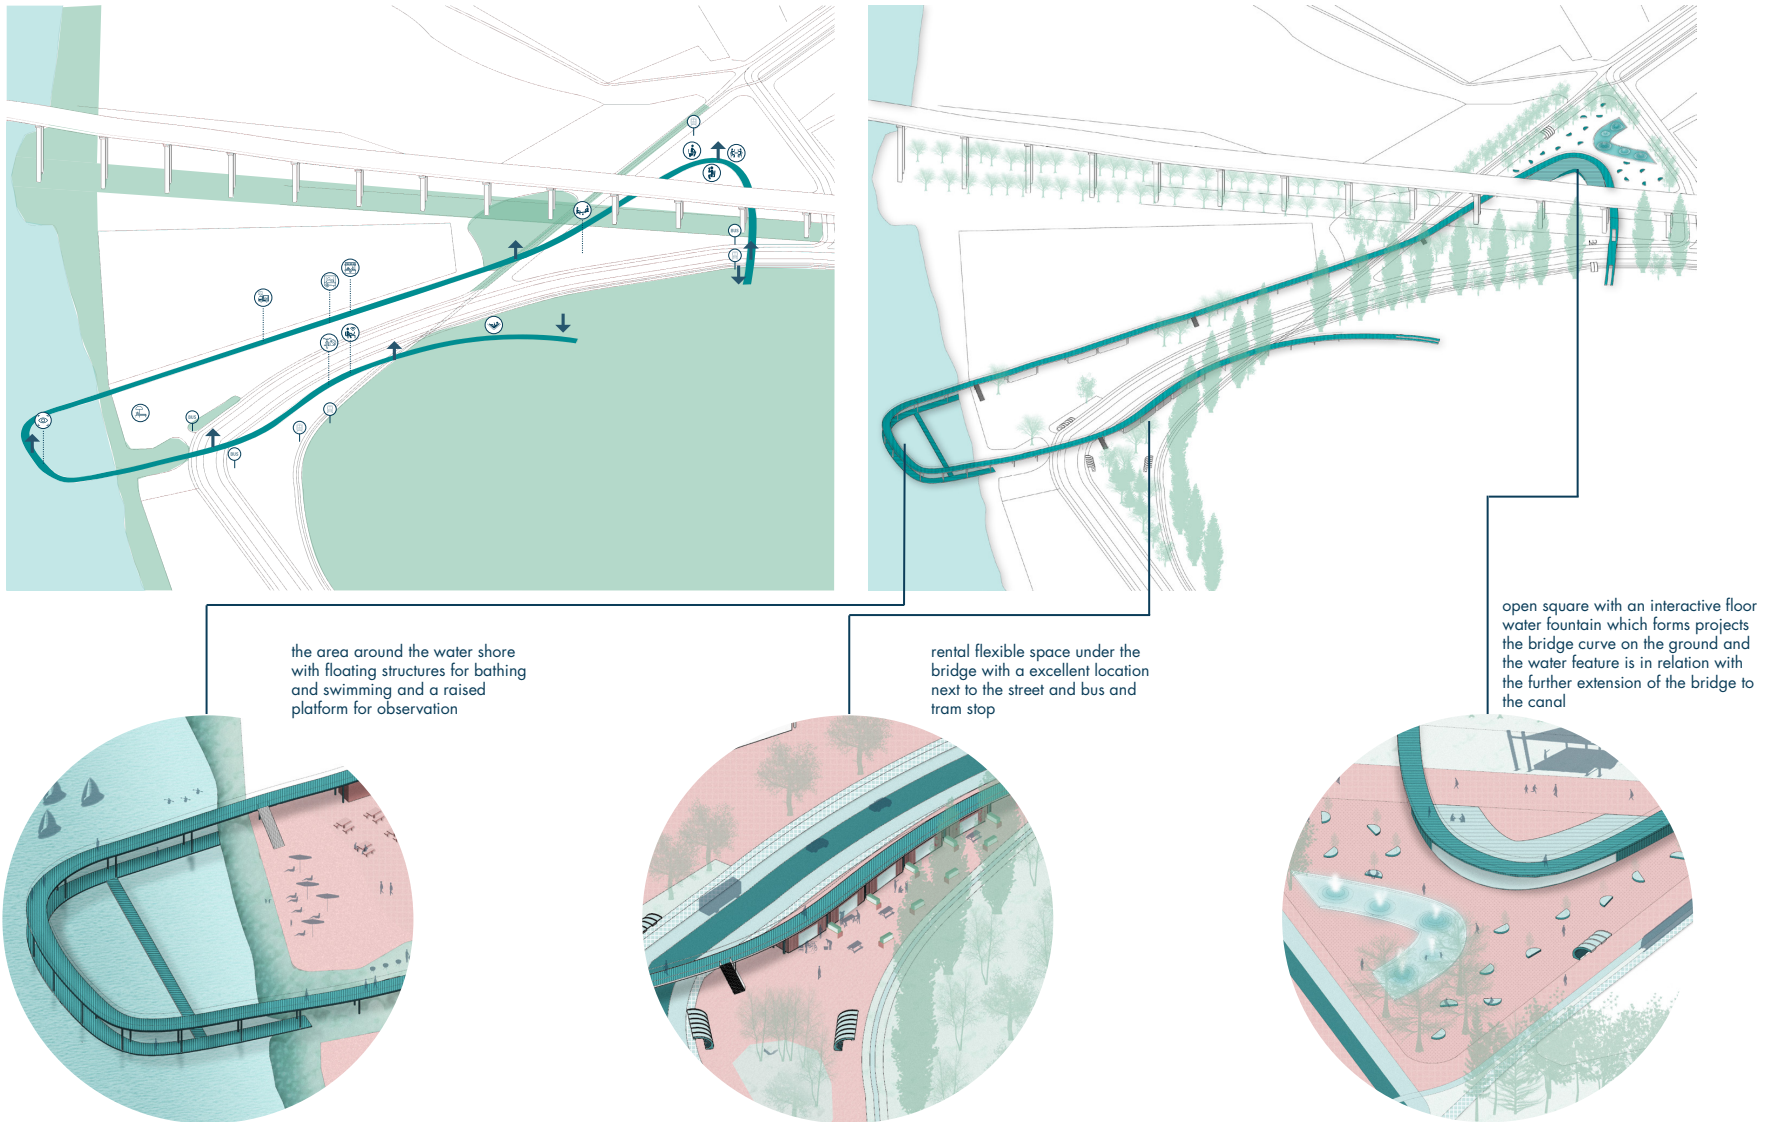 BUS
BUS
BUS
the area around the water shore
with floating structures for bathing
and swimming and a raised
platform for observation
rental flexible space under the
bridge with a excellent location
next to the street and bus and
tram stop
open square with an interactive floor
water fountain which forms projects
the bridge curve on the ground and
the water feature is in relation with
the further extension of the bridge to
the canal